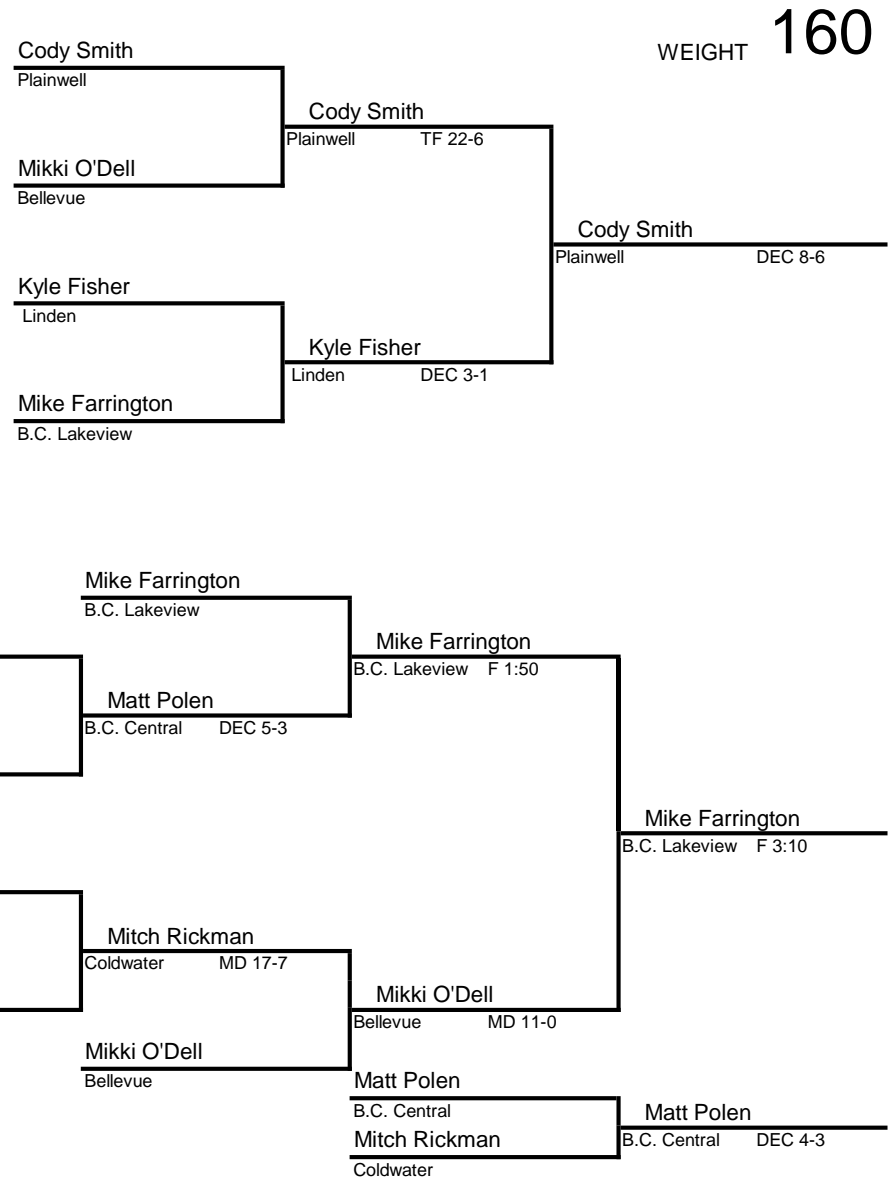 WEIGHT 160
Cody Smith
Plainwell
Cody Smith
Plainwell TF 22-6
Mikki O'Dell
Bellevue
Cody Smith
Plainwell DEC 8-6
Kyle Fisher
Linden
Kyle Fisher
Linden DEC 3-1
Mike Farrington
B.C. Lakeview
Mike Farrington
B.C. Lakeview
Mike Farrington
B.C. Lakeview F 1:50
Matt Polen
B.C. Central DEC 5-3
Mike Farrington
B.C. Lakeview F 3:10
Mitch Rickman
Coldwater MD 17-7
Mikki O'Dell
Bellevue MD 11-0
Mikki O'Dell
Bellevue
Matt Polen
B.C. Central
Matt Polen
B.C. Central DEC 4-3
Mitch Rickman
Coldwater